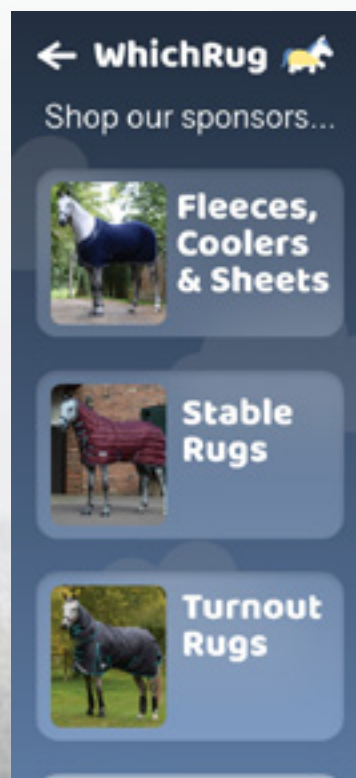 WhichRug
Shop our sponsors...
Fleeces,
Coolers
& Sheets
Stable
Rugs
Turnout
Rugs